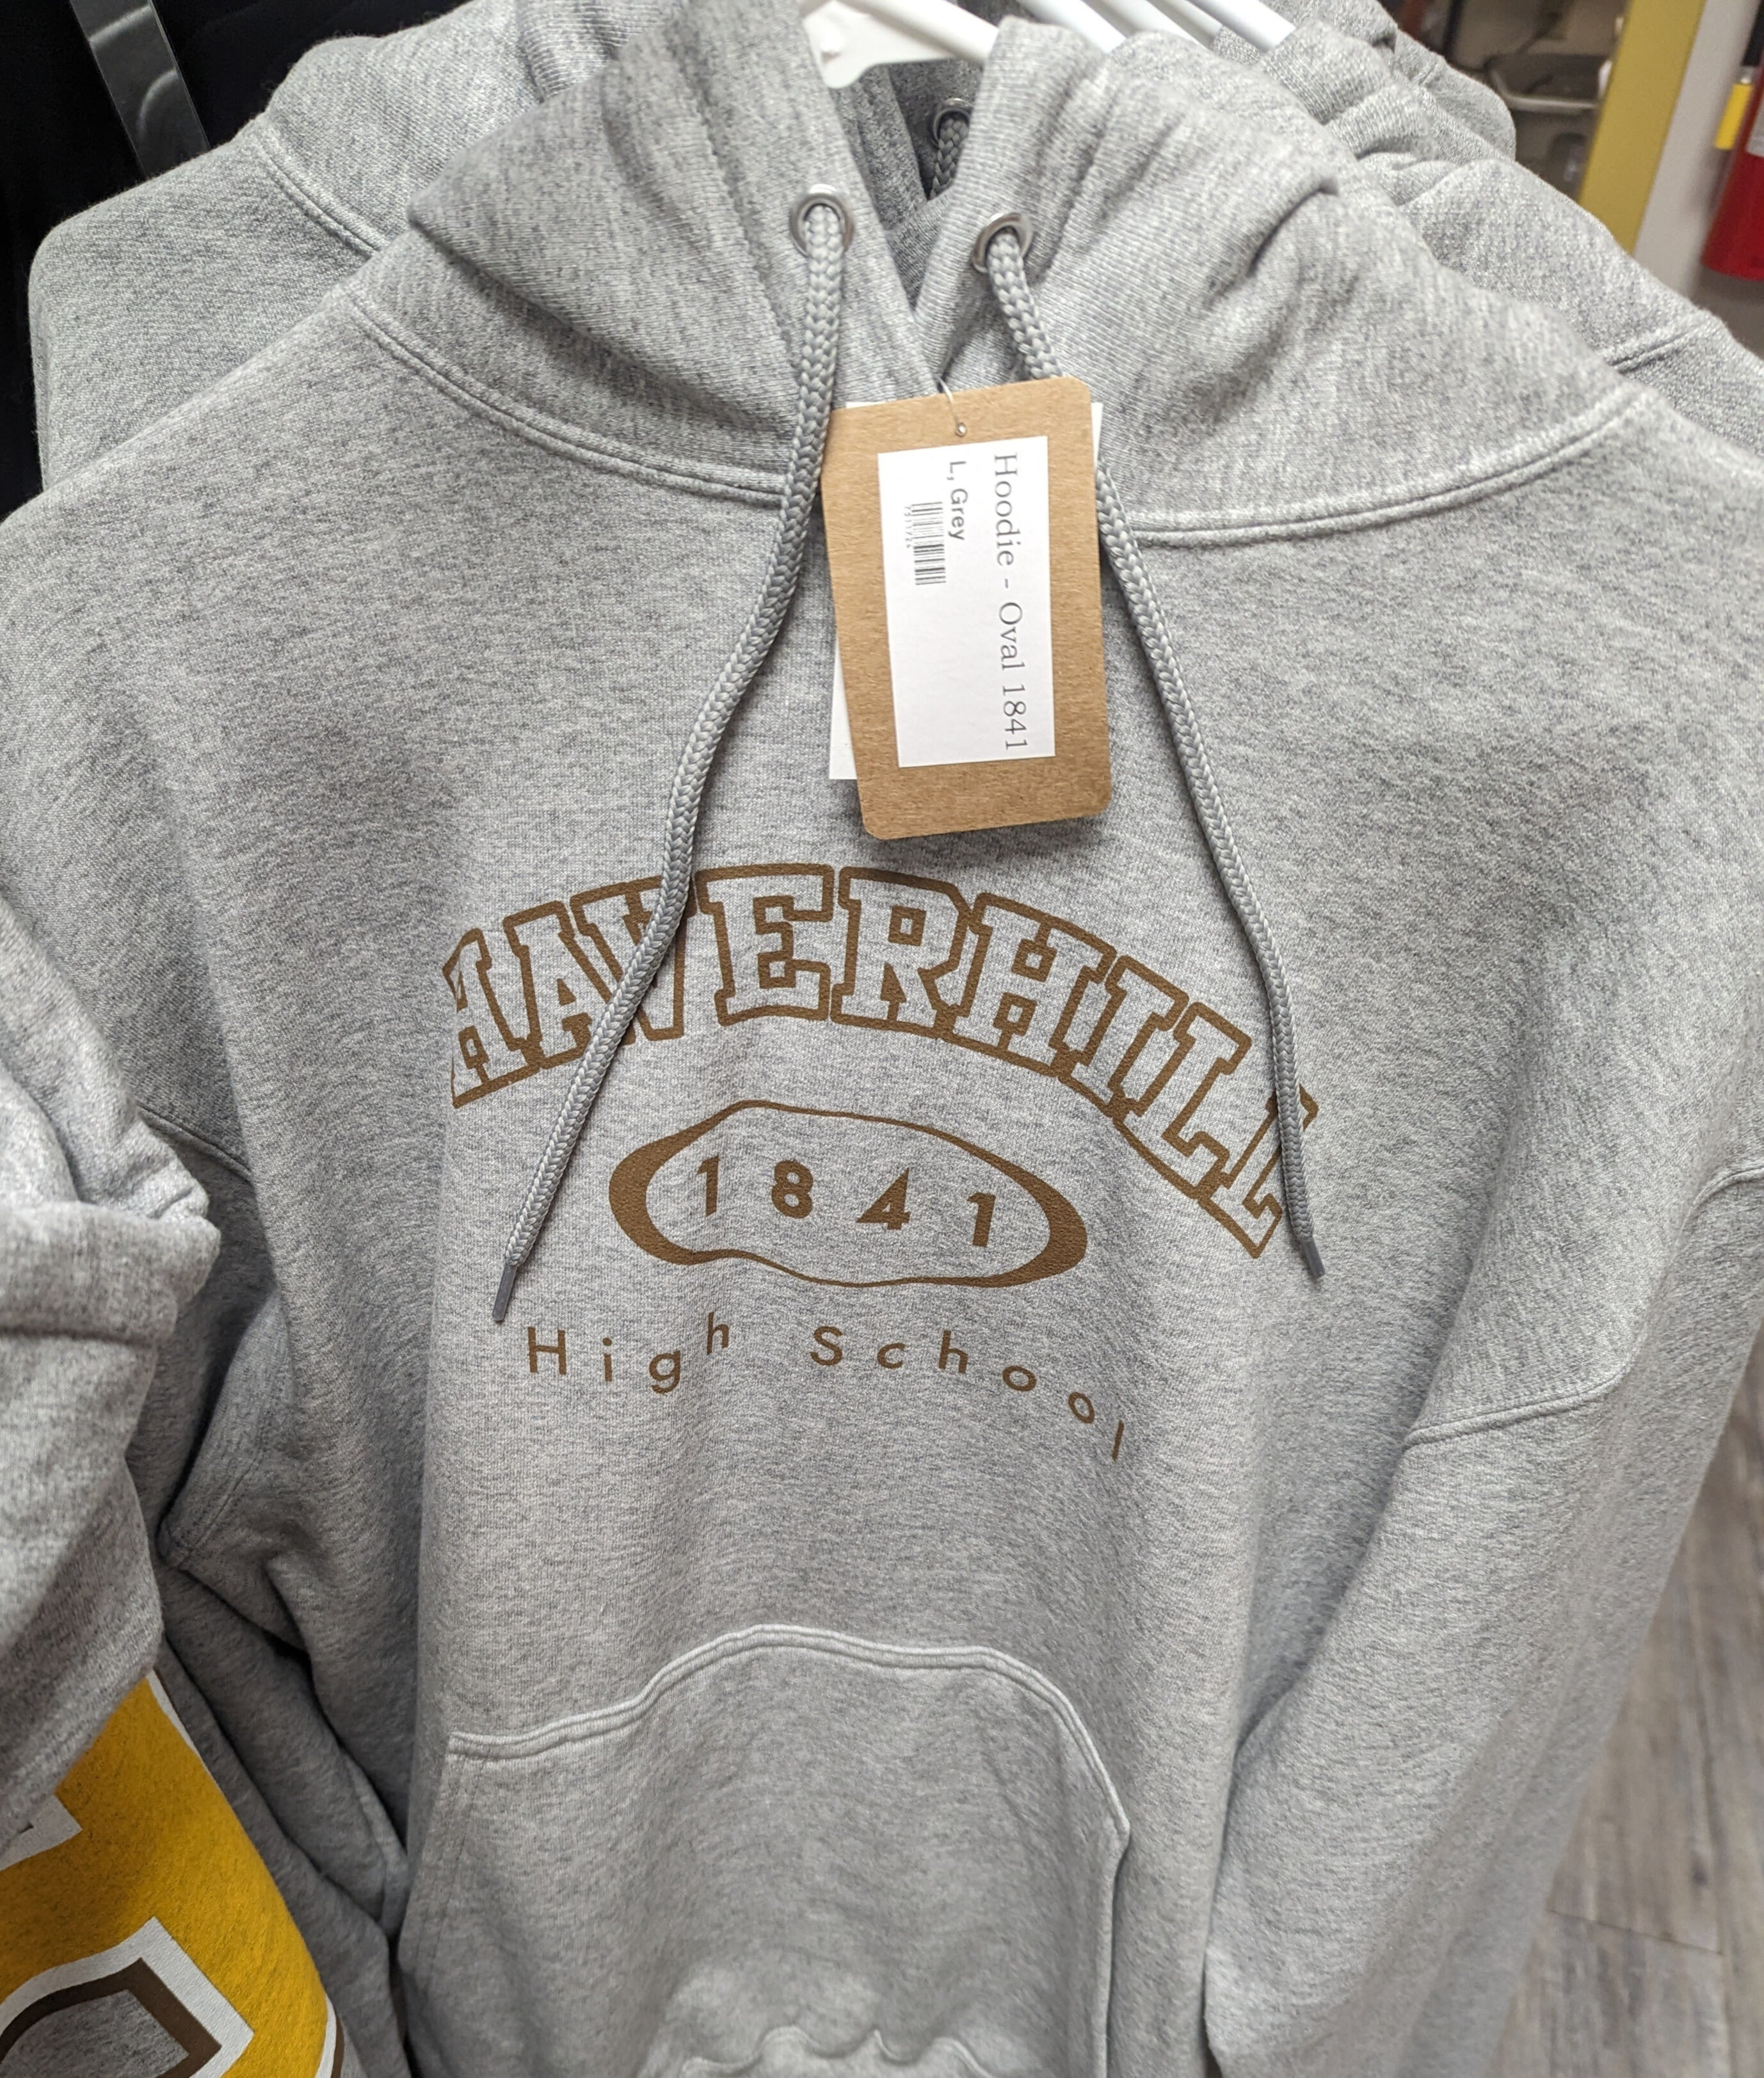 Hoodie - Oval 1841
L, Grey
HAVERHILL
1841
High School